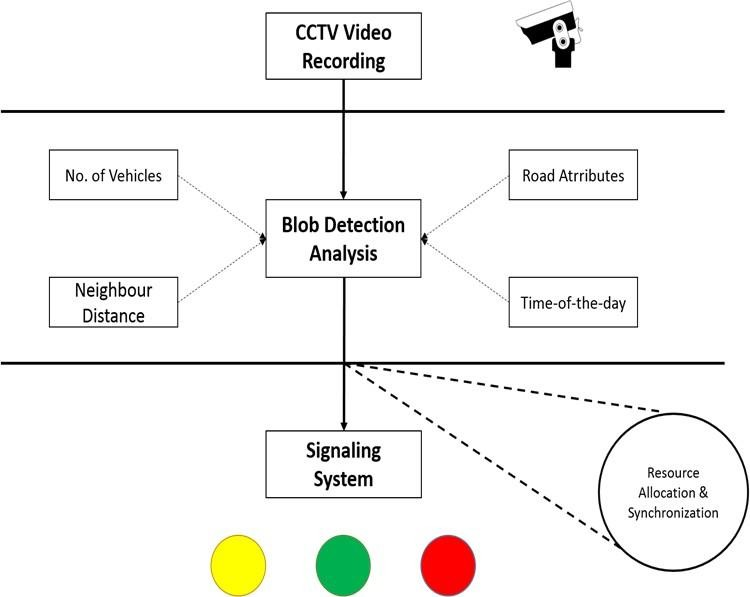 CCTV Video
Recording
No. of Vehicles
Road Atrributes
Blob Detection
Analysis
Neighbour
Distance
Time-of-the-day
Signaling
System
Resource
Allocation &
Synchronization